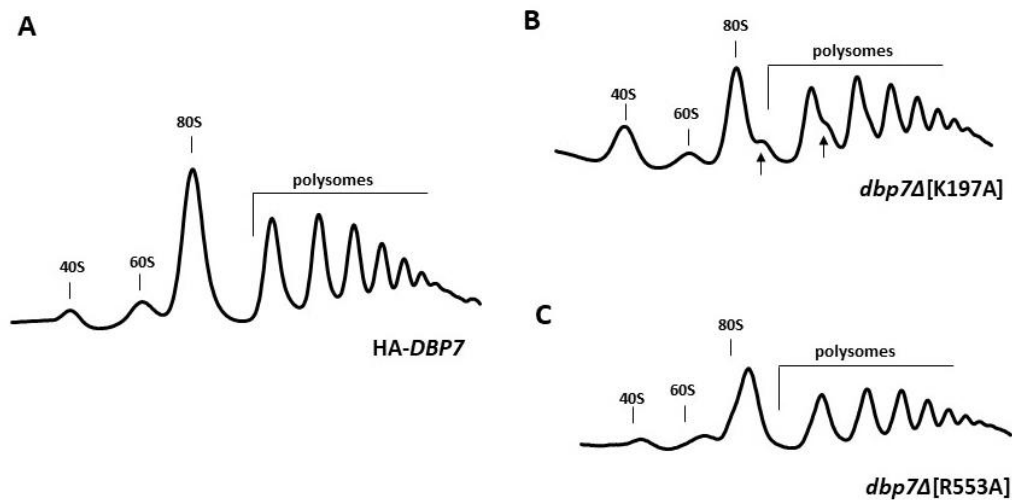 A
40S
60S
80S
polysomes
HA-DBP7
B
40S
60S
80S
polysomes
dbp7Δ[K197A]
C
40S
60S
80S
polysomes
dbp7Δ[R553A]